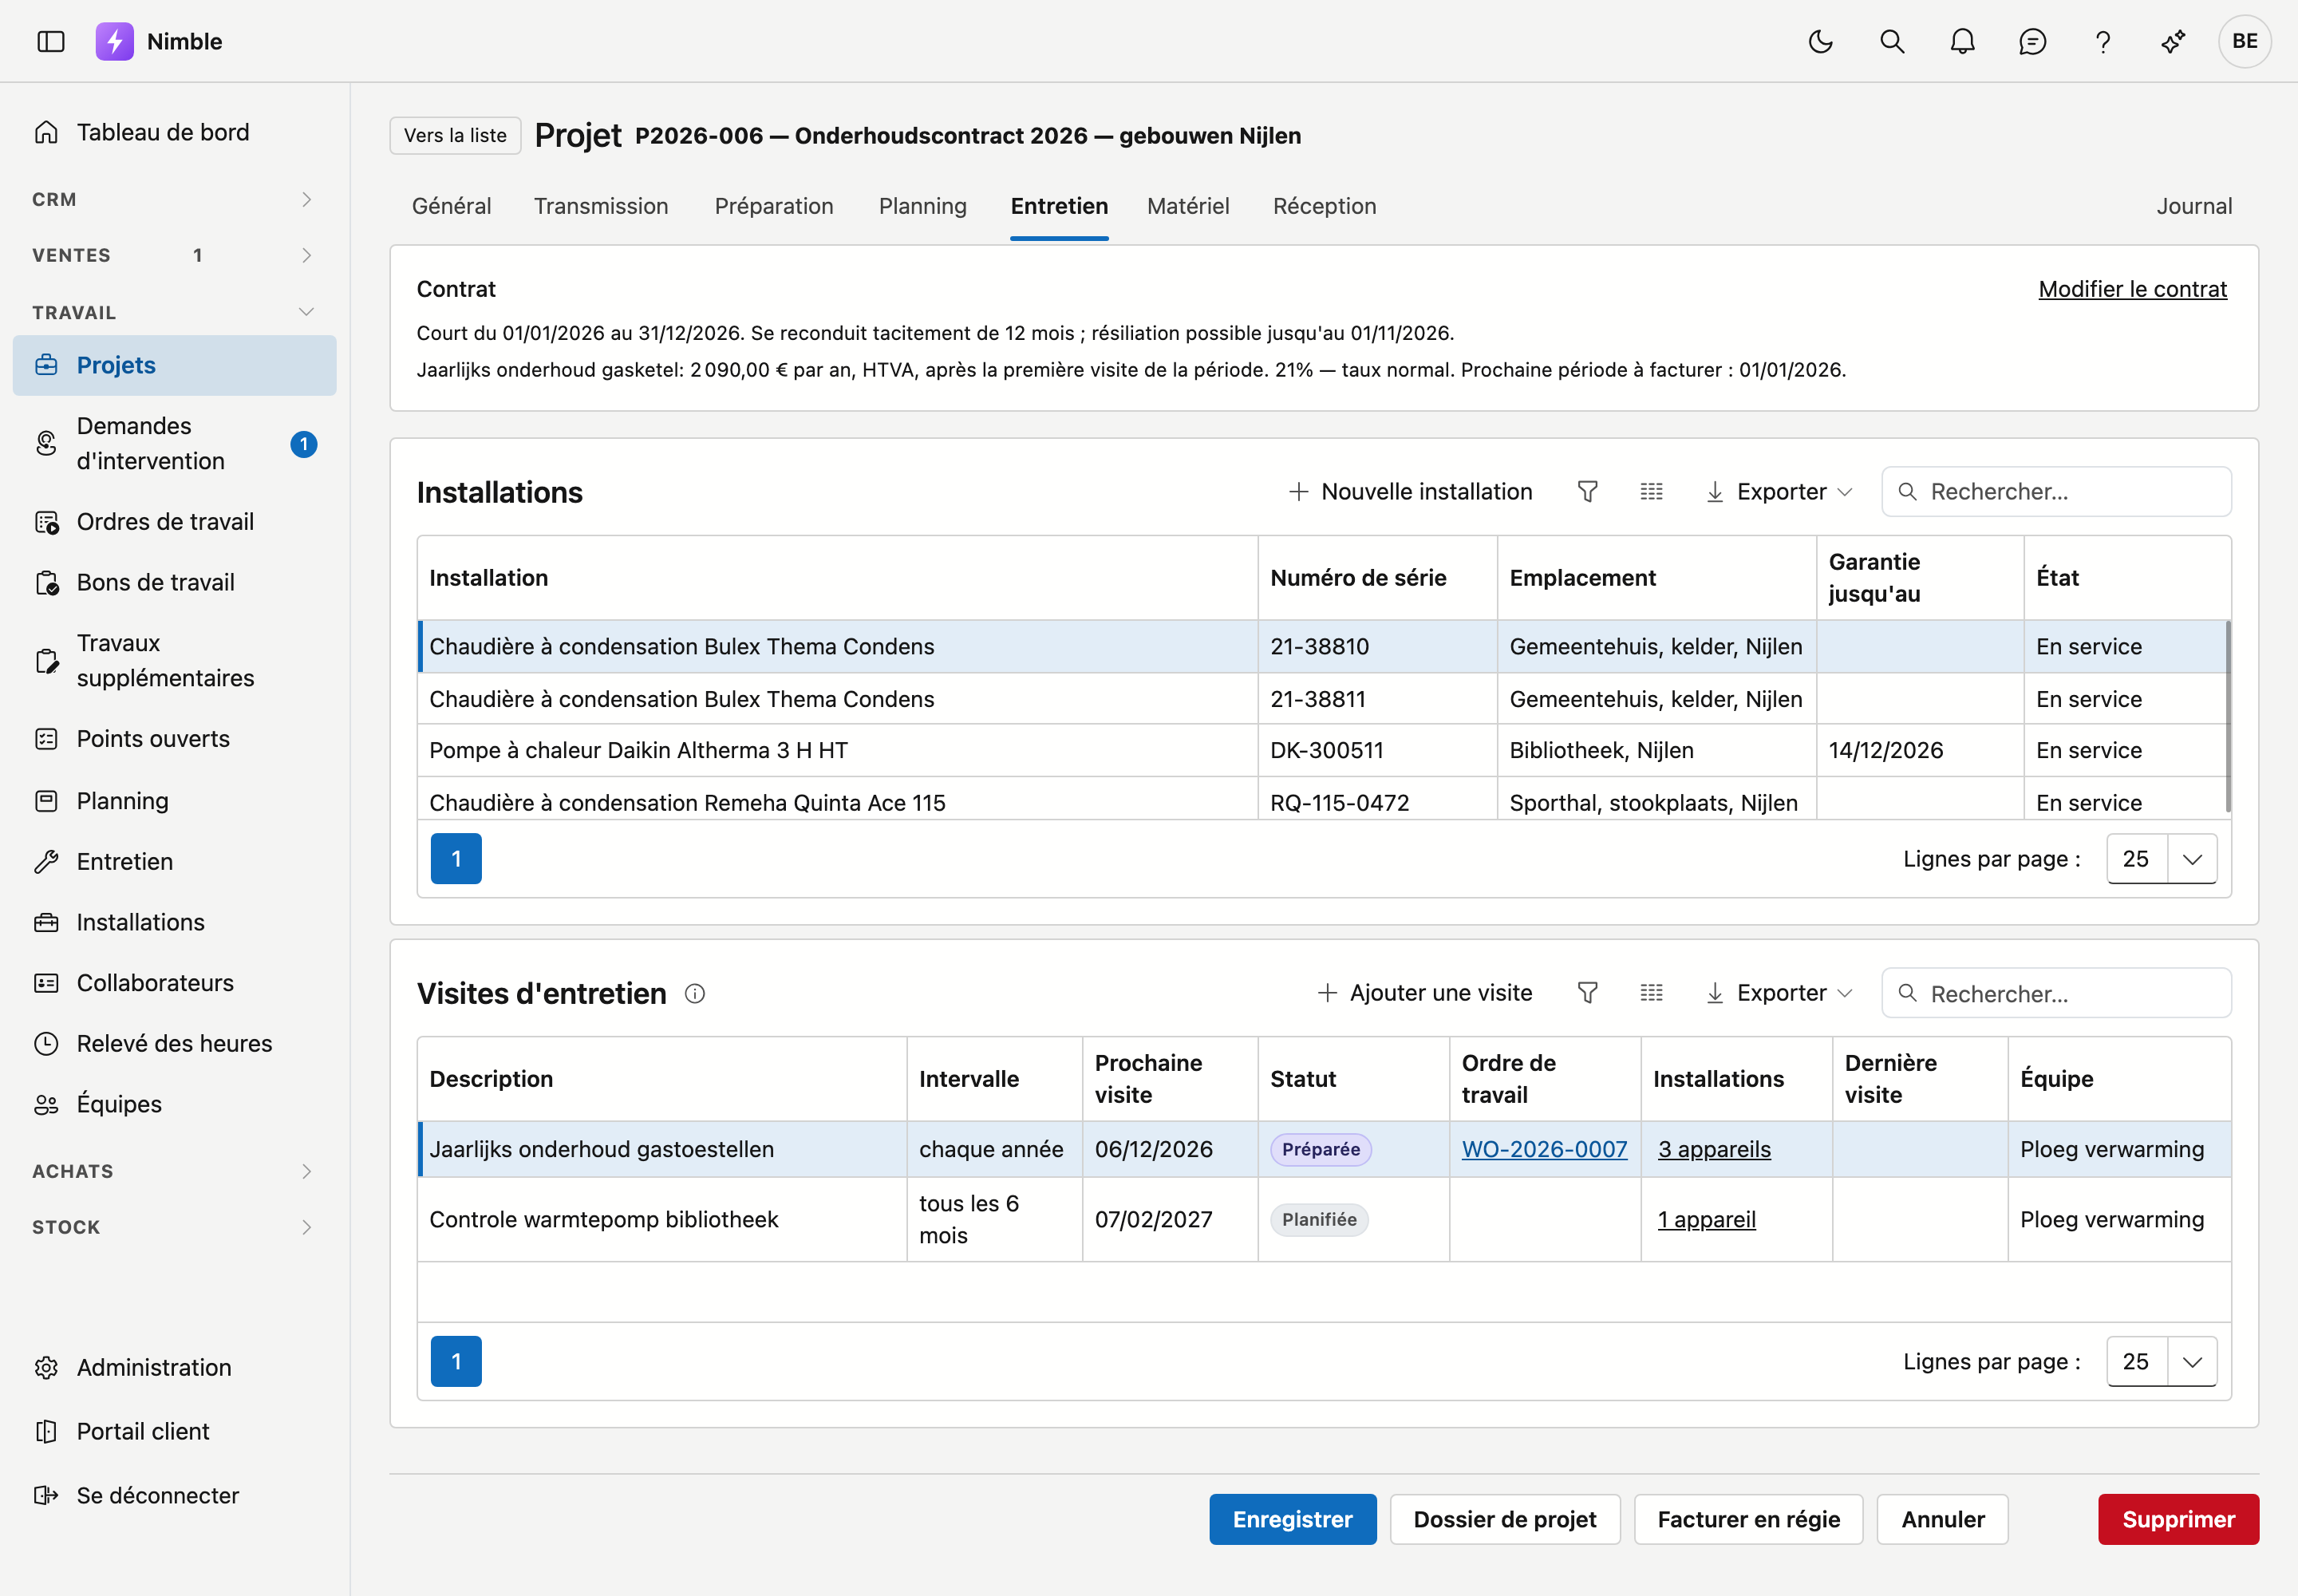 Nimble
BE
Tableau de bord
CRM
VENTES 1
TRAVAIL
Projets
Demandes
d'intervention
1
Ordres de travail
Bons de travail
Travaux
supplémentaires
Points ouverts
Planning
Entretien
Installations
Collaborateurs
Relevé des heures
Équipes
ACHATS
STOCK
Administration
Portail client
Se déconnecter
Vers la liste
Projet P2026-006 — Onderhoudscontract 2026 — gebouwen Nijlen
Général Transmission Préparation Planning Entretien Matériel Réception Journal
Contrat
Modifier le contrat
Court du 01/01/2026 au 31/12/2026. Se reconduit tacitement de 12 mois ; résiliation possible jusqu'au 01/11/2026.
Jaarlijks onderhoud gasketel: 2 090,00 € par an, HTVA, après la première visite de la période. 21% — taux normal. Prochaine période à facturer : 01/01/2026.
Installations
Nouvelle installation
Exporter
Rechercher...
Installation Numéro de série Emplacement Garantie jusqu'au État
Chaudière à condensation Bulex Thema Condens 21-38810 Gemeentehuis, kelder, Nijlen En service
Chaudière à condensation Bulex Thema Condens 21-38811 Gemeentehuis, kelder, Nijlen En service
Pompe à chaleur Daikin Altherma 3 H HT DK-300511 Bibliotheek, Nijlen 14/12/2026 En service
Chaudière à condensation Remeha Quinta Ace 115 RQ-115-0472 Sporthal, stookplaats, Nijlen En service
1
Lignes par page : 25
Visites d'entretien
Ajouter une visite
Exporter
Rechercher...
Description Intervalle Prochaine visite Statut Ordre de travail Installations Dernière visite Équipe
Jaarlijks onderhoud gastoestellen chaque année 06/12/2026 Préparée WO-2026-0007 3 appareils Ploeg verwarming
Controle warmtepomp bibliotheek tous les 6 mois 07/02/2027 Planifiée 1 appareil Ploeg verwarming
1
Lignes par page : 25
Enregistrer
Dossier de projet
Facturer en régie
Annuler
Supprimer